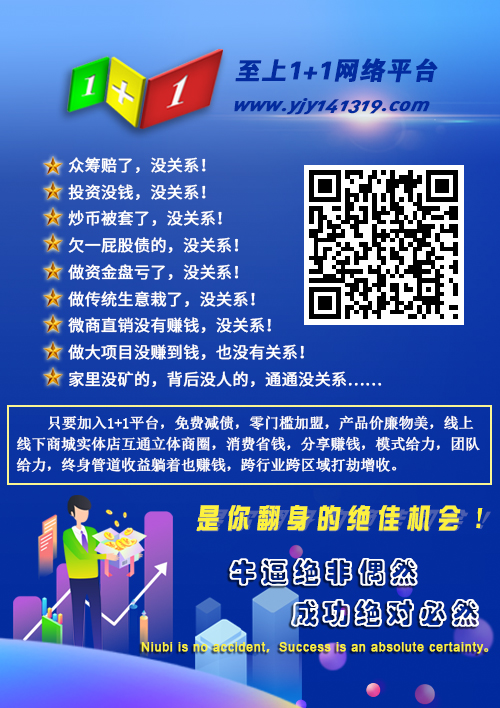 1+1
至上1+1网络平台
www.yjy141319.com
众筹赔了，没关系！
投资没钱，没关系！
炒币被套了，没关系！
欠一屁股债的，没关系！
做资金盘亏了，没关系！
做传统生意栽了，没关系！
微商直销没有赚钱，没关系！
做大项目没赚到钱，也没有关系！
家里没矿的，背后没人的，通通没关系……
只要加入1+1平台，免费减债，零门槛加盟，产品价廉物美，线上
线下商城实体店互通立体商圈，消费省钱，分享赚钱，模式给力，团队
给力，终身管道收益躺着也赚钱，跨行业跨区域打劫增收。
是你翻身的绝佳机会！
牛逼绝非偶然
成功绝对必然
Niubi is no accident, Success is an absolute certainty.